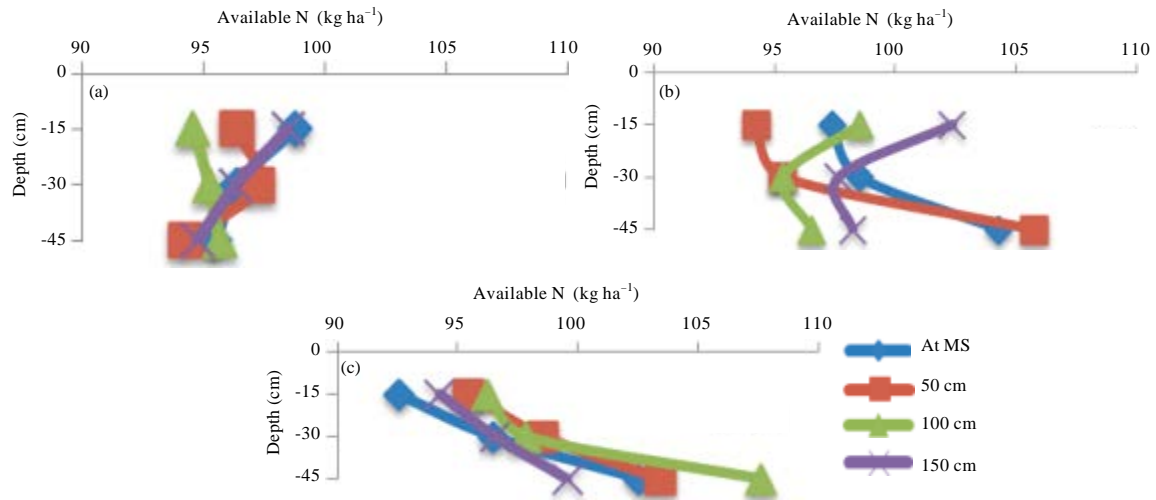 Available N (kg ha⁻¹)
90 95 100 105 110
0
(a)
-15
-30
-45
Depth (cm)
Available N (kg ha⁻¹)
90 95 100 105 110
0
(b)
-15
-30
-45
Depth (cm)
Available N (kg ha⁻¹)
90 95 100 105 110
0
(c)
-15
-30
-45
Depth (cm)
At MS
50 cm
100 cm
150 cm